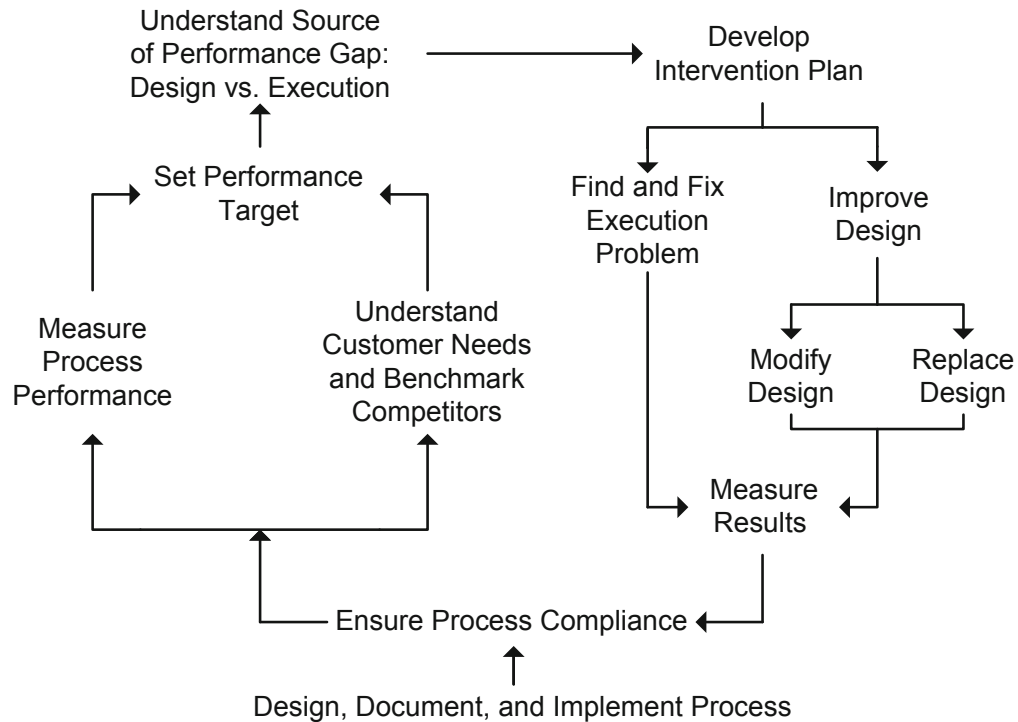 Understand Source
of Performance Gap:
Design vs. Execution
Develop
Intervention Plan
Set Performance
Target
Find and Fix
Execution
Problem
Improve
Design
Measure
Process
Performance
Understand
Customer Needs
and Benchmark
Competitors
Modify
Design
Replace
Design
Measure
Results
Ensure Process Compliance
Design, Document, and Implement Process